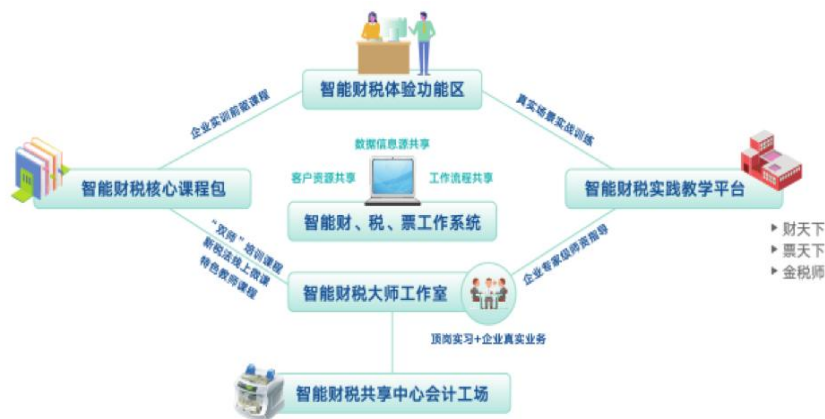 智能财税体验功能区
企业实训前驱课程
真实场景实战训练
数据信息源共享
客户资源共享
工作流程共享
智能财税核心课程包
智能财税实践教学平台
智能财、税、票工作系统
财天下
票天下
金税师
“双师”培训课程
新税法线上微课
特色教师课程
企业专家级师资指导
智能财税大师工作室
顶岗实习+企业真实业务
智能财税共享中心会计工场